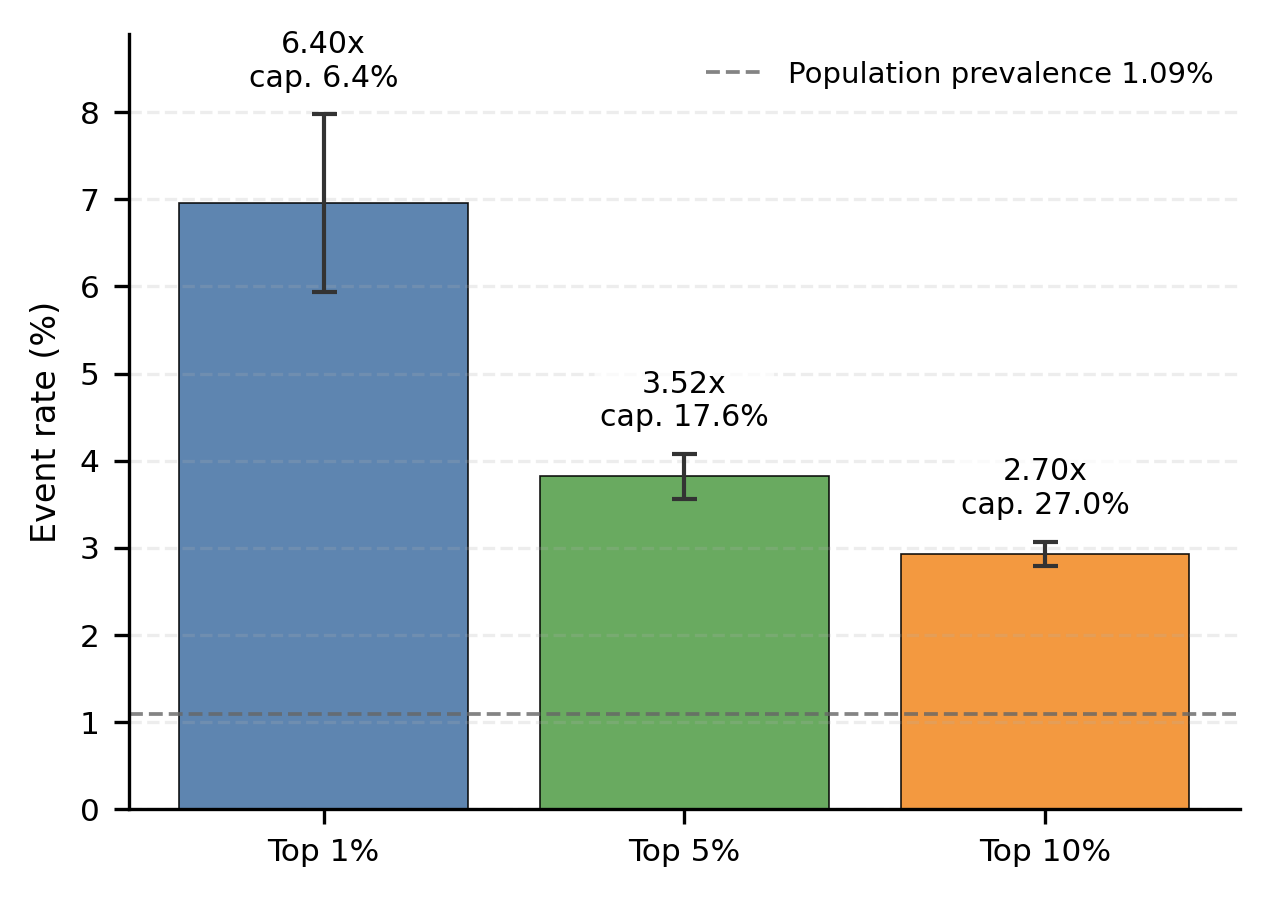 6.40x
cap. 6.4%
Population prevalence 1.09%
8
7
6
5
4
3
2
1
0
Event rate (%)
3.52x
cap. 17.6%
2.70x
cap. 27.0%
Top 1%
Top 5%
Top 10%